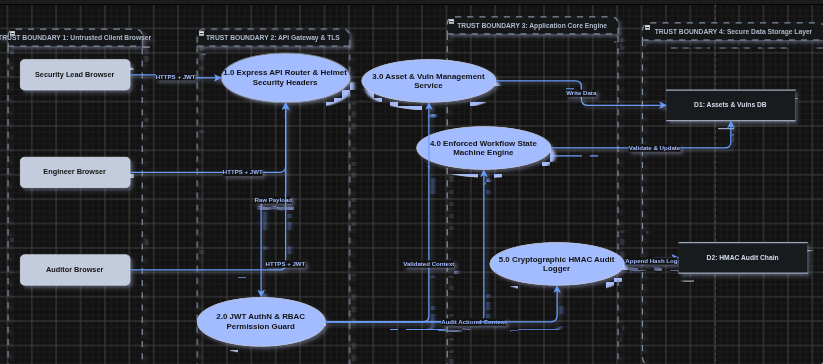 TRUST BOUNDARY 1: Untrusted Client Browser
TRUST BOUNDARY 2: API Gateway & TLS
TRUST BOUNDARY 3: Application Core Engine
TRUST BOUNDARY 4: Secure Data Storage Layer
Security Lead Browser
HTTPS + JWT
1.0 Express API Router & Helmet
Security Headers
3.0 Asset & Vuln Management
Service
Write Data
D1: Assets & Vulns DB
4.0 Enforced Workflow State
Machine Engine
Validate & Update
Engineer Browser
HTTPS + JWT
Raw Payload
Auditor Browser
HTTPS + JWT
Validated Context
5.0 Cryptographic HMAC Audit
Logger
Append Hash Log
D2: HMAC Audit Chain
2.0 JWT AuthN & RBAC
Permission Guard